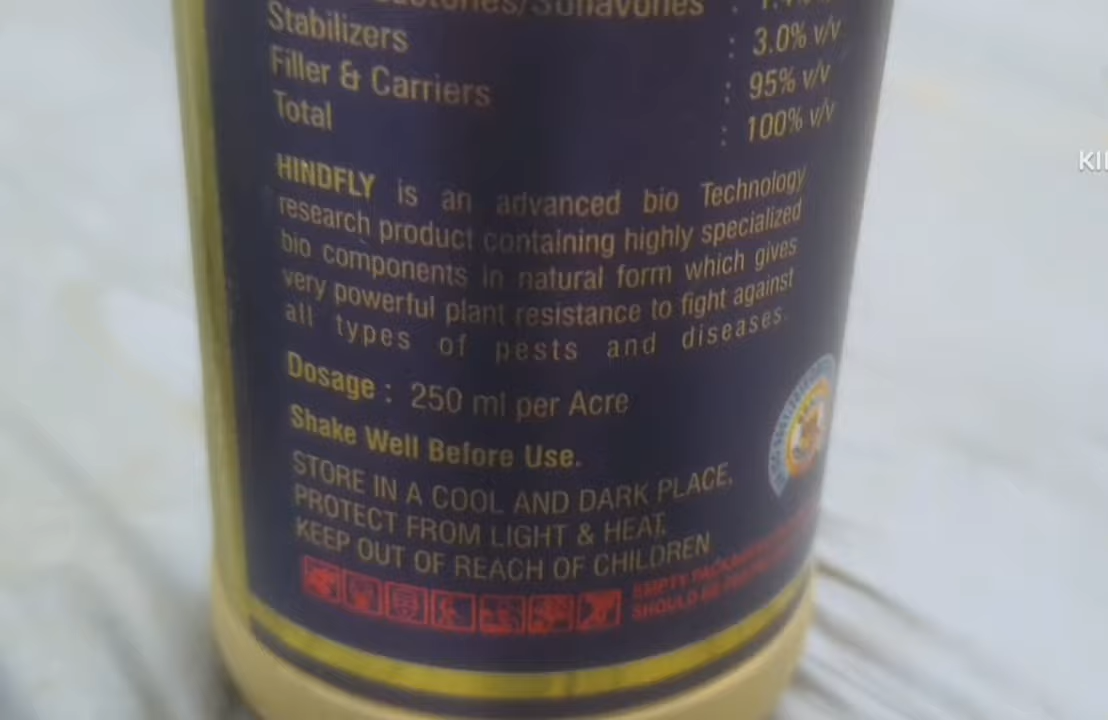 Stabilizers : 3.0% v/v
Filler & Carriers : 95% v/v
Total : 100% v/v
HINDFLY is an advanced bio Technology
research product containing highly specialized
bio components in natural form which gives
very powerful plant resistance to fight against
all types of pests and diseases.
Dosage : 250 ml per Acre
Shake Well Before Use.
STORE IN A COOL AND DARK PLACE,
PROTECT FROM LIGHT & HEAT,
KEEP OUT OF REACH OF CHILDREN
EMPTY
SHOULD BE